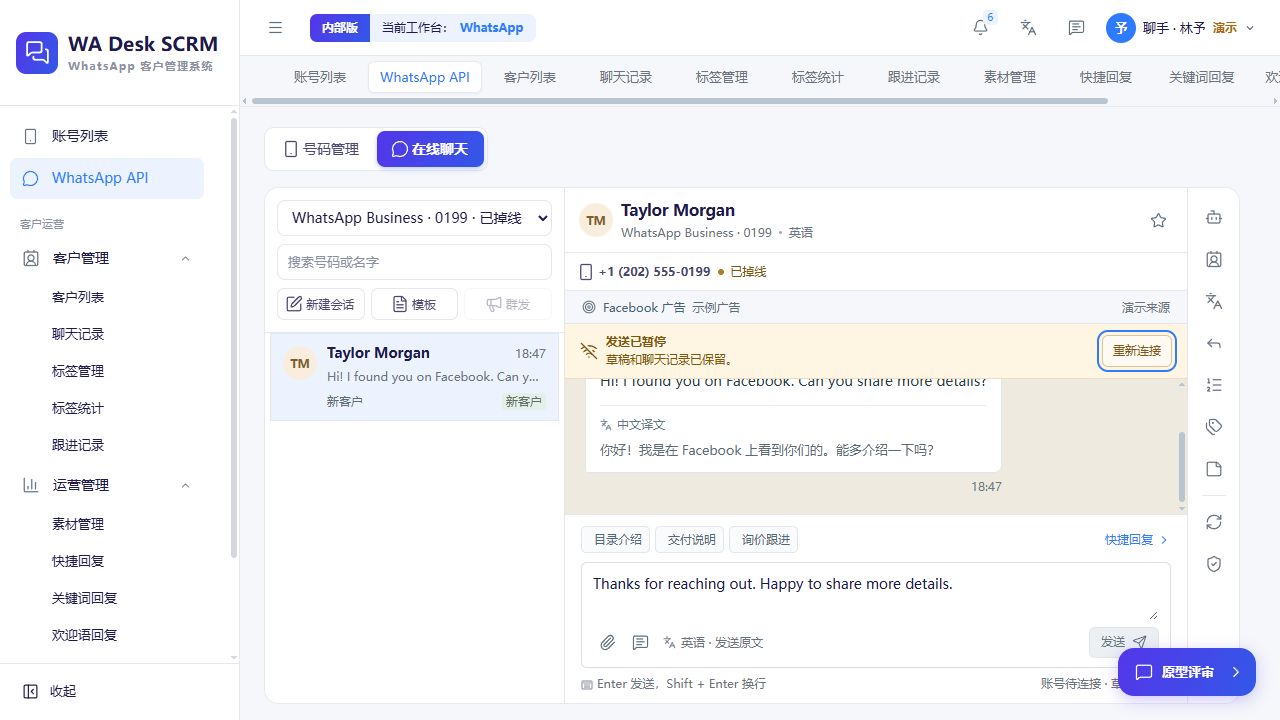 WA Desk SCRM
WhatsApp 客户管理系统
账号列表
WhatsApp API
客户运营
客户管理
客户列表
聊天记录
标签管理
标签统计
跟进记录
运营管理
素材管理
快捷回复
关键词回复
欢迎语回复
收起
内部版 当前工作台： WhatsApp
6
予 聊手 · 林予 演示
账号列表 WhatsApp API 客户列表 聊天记录 标签管理 标签统计 跟进记录 素材管理 快捷回复 关键词回复
号码管理 在线聊天
WhatsApp Business · 0199 · 已掉线
搜索号码或名字
新建会话 模板 群发
TM Taylor Morgan 18:47
Hi! I found you on Facebook. Can y...
新客户 新客户
TM Taylor Morgan
WhatsApp Business · 0199 • 英语
+1 (202) 555-0199 已掉线
Facebook 广告 示例广告 演示来源
发送已暂停
草稿和聊天记录已保留。
重新连接
Hi! I found you on Facebook. Can you share more details?
中文译文
你好！我是在 Facebook 上看到你们的。能多介绍一下吗？
18:47
目录介绍 交付说明 询价跟进 快捷回复
Thanks for reaching out. Happy to share more details.
英语 · 发送原文 发送
Enter 发送，Shift + Enter 换行 账号待连接 ·
原型评审